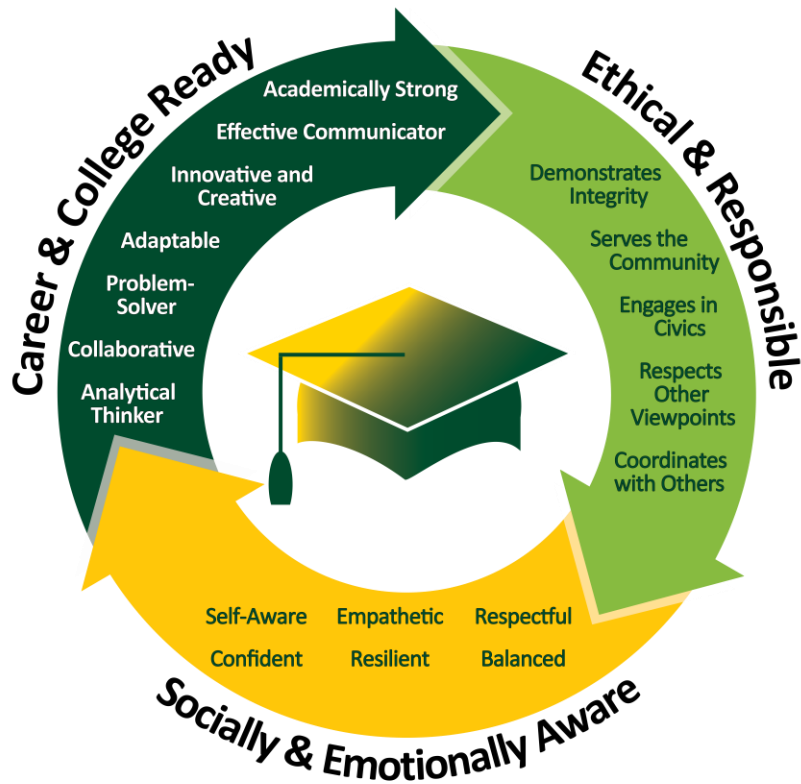 Career & College Ready
Academically Strong
Effective Communicator
Innovative and
Creative
Adaptable
Problem-
Solver
Collaborative
Analytical
Thinker
Ethical & Responsible
Demonstrates
Integrity
Serves the
Community
Engages in
Civics
Respects
Other
Viewpoints
Coordinates
with Others
Self-Aware Empathetic Respectful
Confident Resilient Balanced
Socially & Emotionally Aware